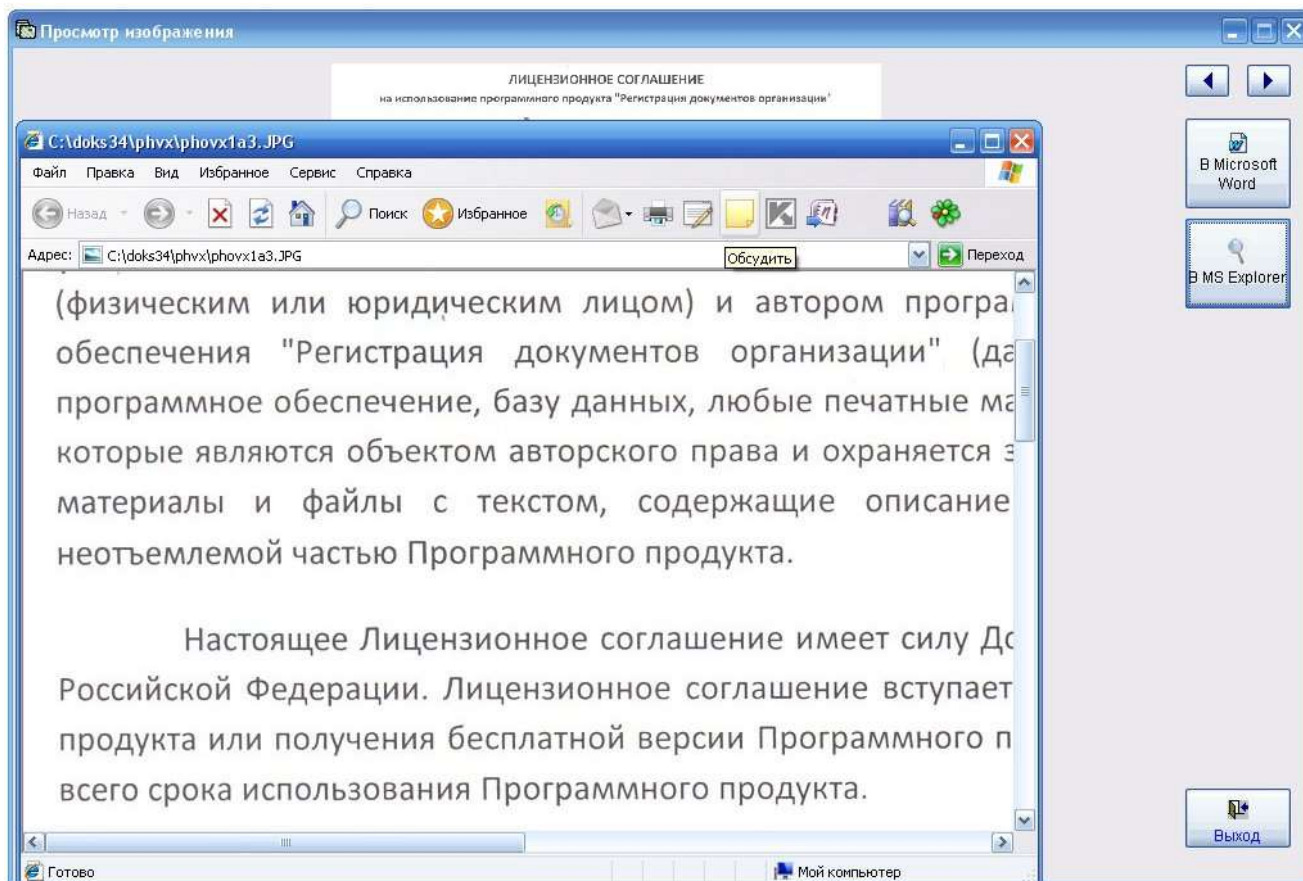 Просмотр изображения
ЛИЦЕНЗИОННОЕ СОГЛАШЕНИЕ
на использование программного продукта "Регистрация документов организации"
C:\doks34\phvx\phovx1a3.JPG
Файл Правка Вид Избранное Сервис Справка
Назад Поиск Избранное
Адрес: C:\doks34\phvx\phovx1a3.JPG Переход
Обсудить
(физическим или юридическим лицом) и автором програ
обеспечения "Регистрация документов организации" (да
программное обеспечение, базу данных, любые печатные ма
которые являются объектом авторского права и охраняется з
материалы и файлы с текстом, содержащие описание
неотъемлемой частью Программного продукта.
Настоящее Лицензионное соглашение имеет силу До
Российской Федерации. Лицензионное соглашение вступает
продукта или получения бесплатной версии Программного п
всего срока использования Программного продукта.
Готово Мой компьютер
В Microsoft
Word
В MS Explorer
Выход